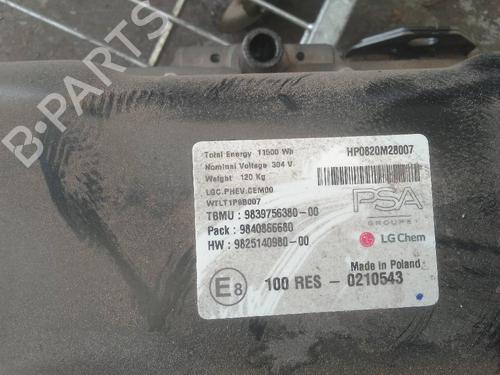 Total Energy 11500 Wh
HP0820M28007
Nominal Voltage 304 V
Weight 120 Kg
LGC.PHEV.CEM00
WTLT1P9B007
TBMU : 9839756380-00
Pack : 9840866680
HW : 9825140980-00
PSA
GROUPE
LG Chem
Made in Poland
E8
100 RES - 0210543
B-PARTS